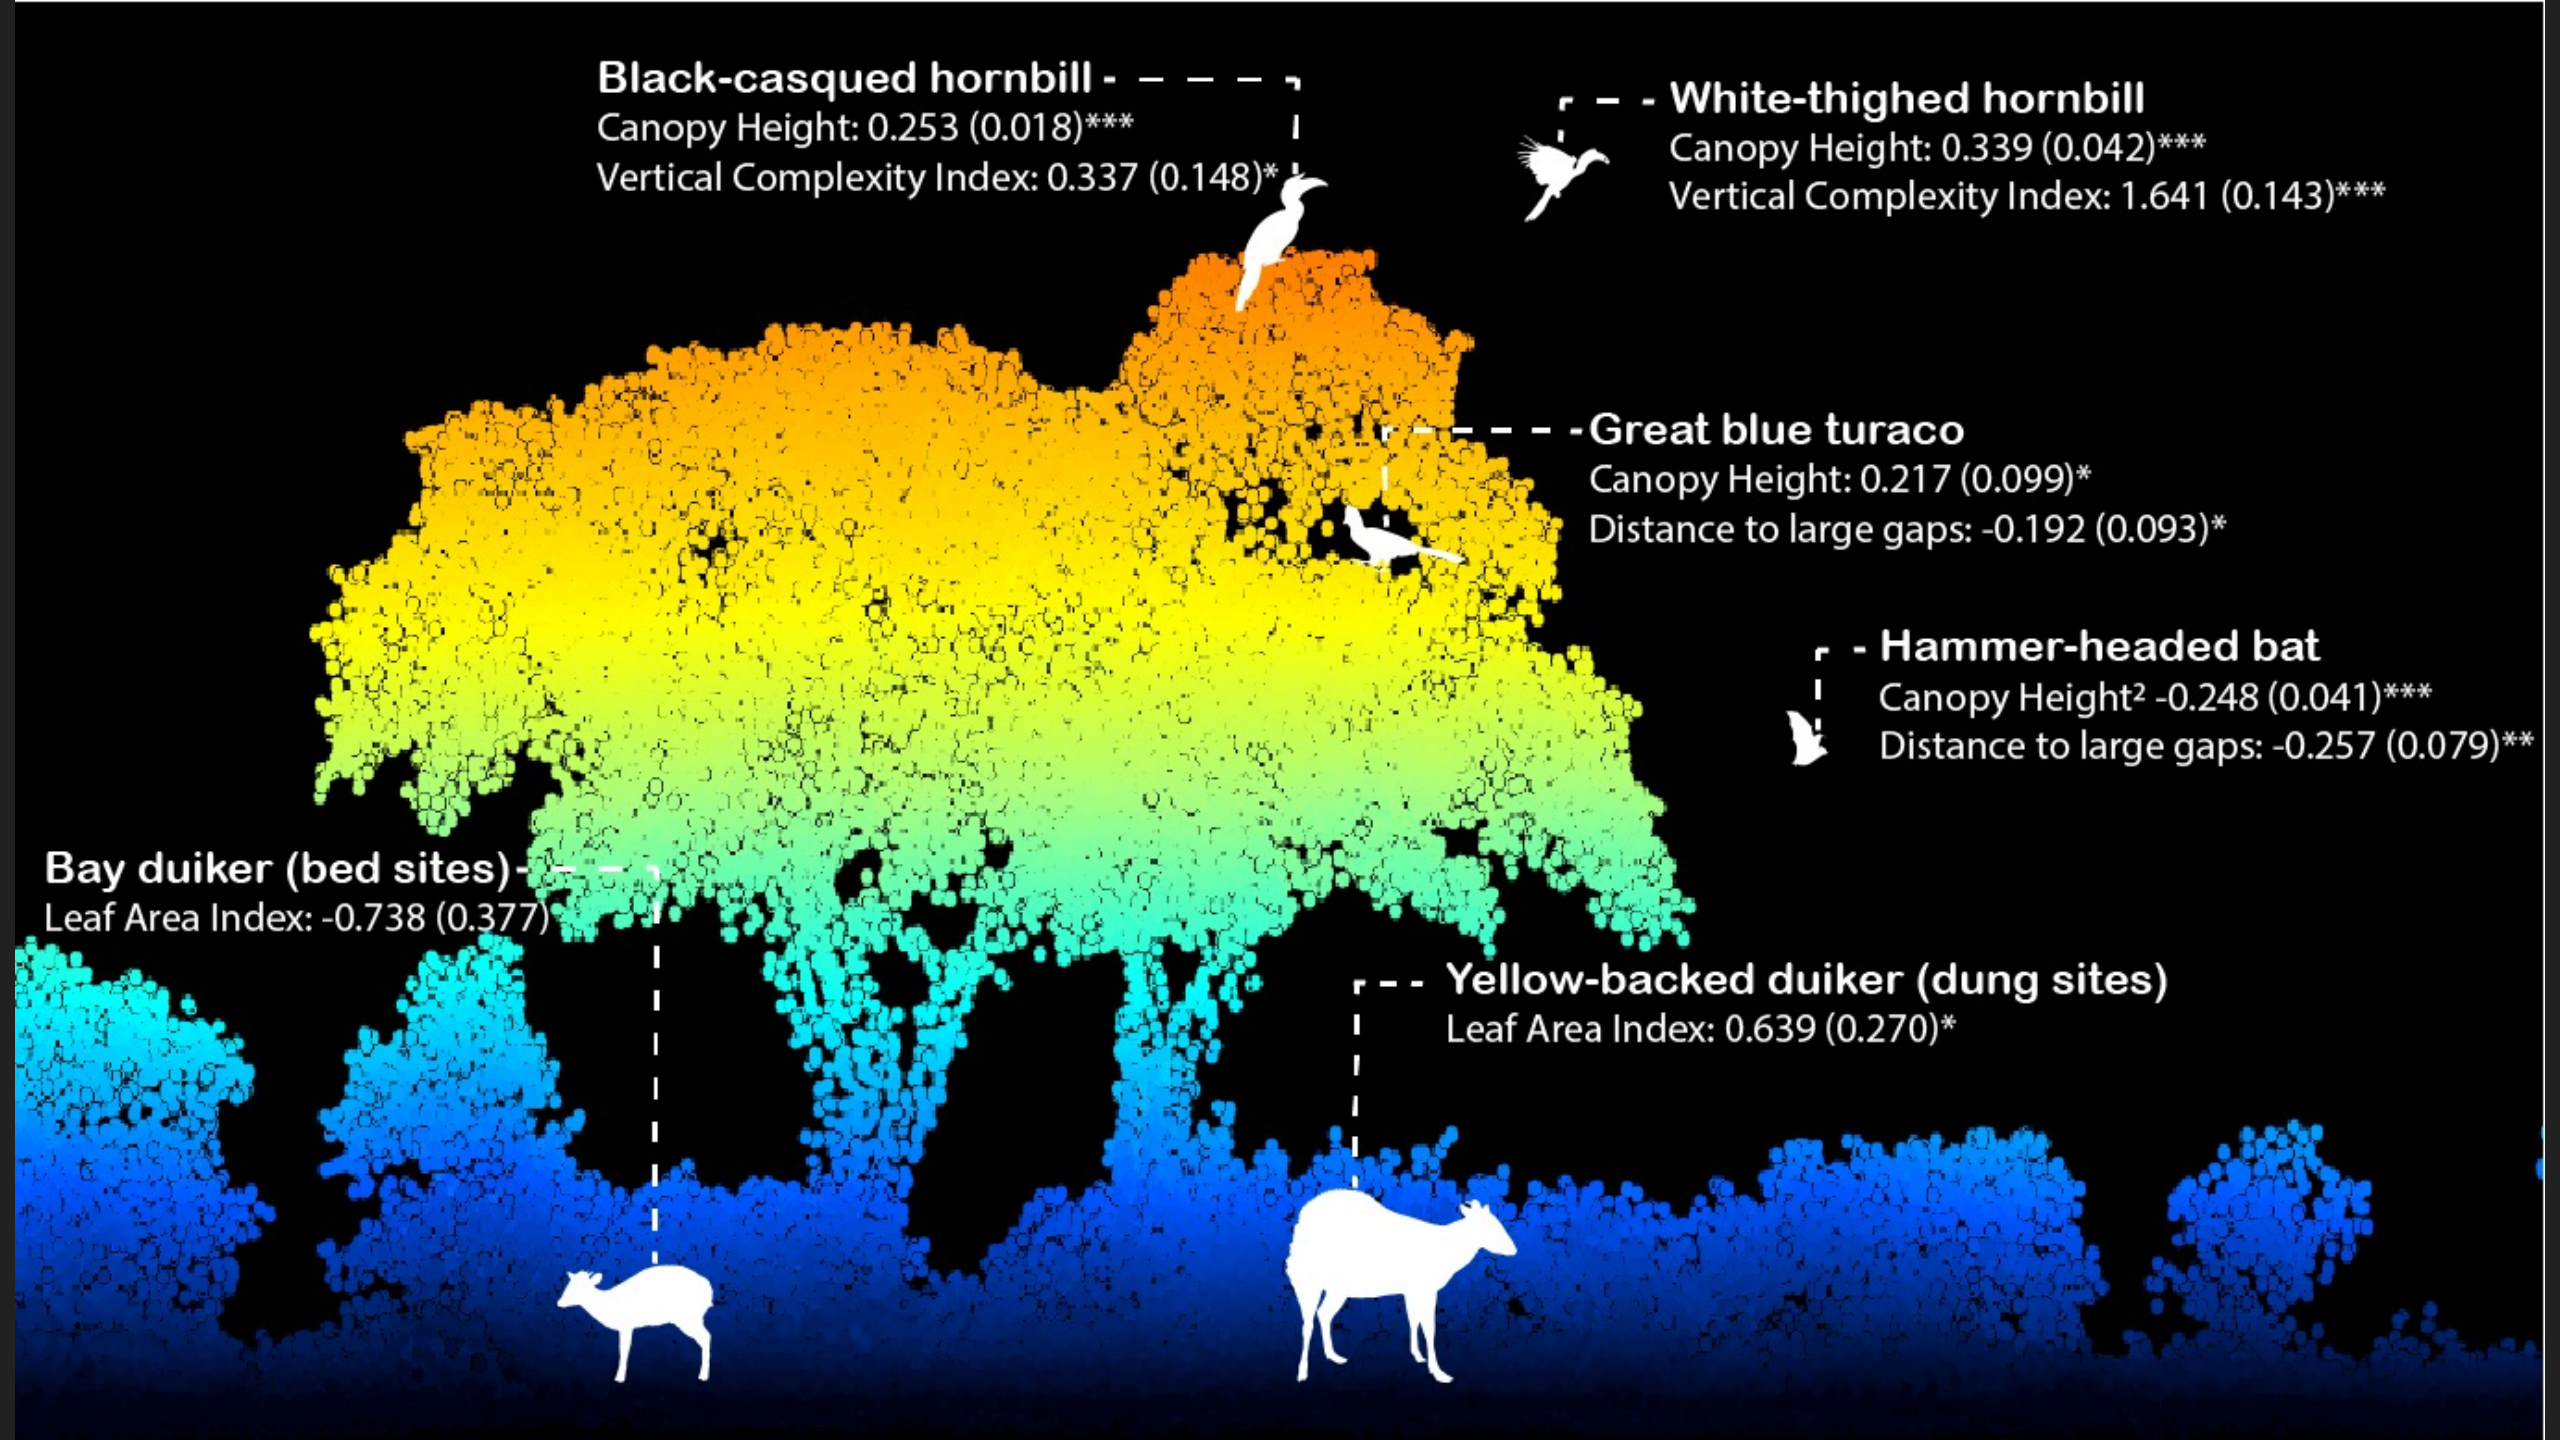 Black-casqued hornbill
Canopy Height: 0.253 (0.018)***
Vertical Complexity Index: 0.337 (0.148)*
White-thighed hornbill
Canopy Height: 0.339 (0.042)***
Vertical Complexity Index: 1.641 (0.143)***
Great blue turaco
Canopy Height: 0.217 (0.099)*
Distance to large gaps: -0.192 (0.093)*
Hammer-headed bat
Canopy Height² -0.248 (0.041)***
Distance to large gaps: -0.257 (0.079)**
Bay duiker (bed sites)
Leaf Area Index: -0.738 (0.377)
Yellow-backed duiker (dung sites)
Leaf Area Index: 0.639 (0.270)*